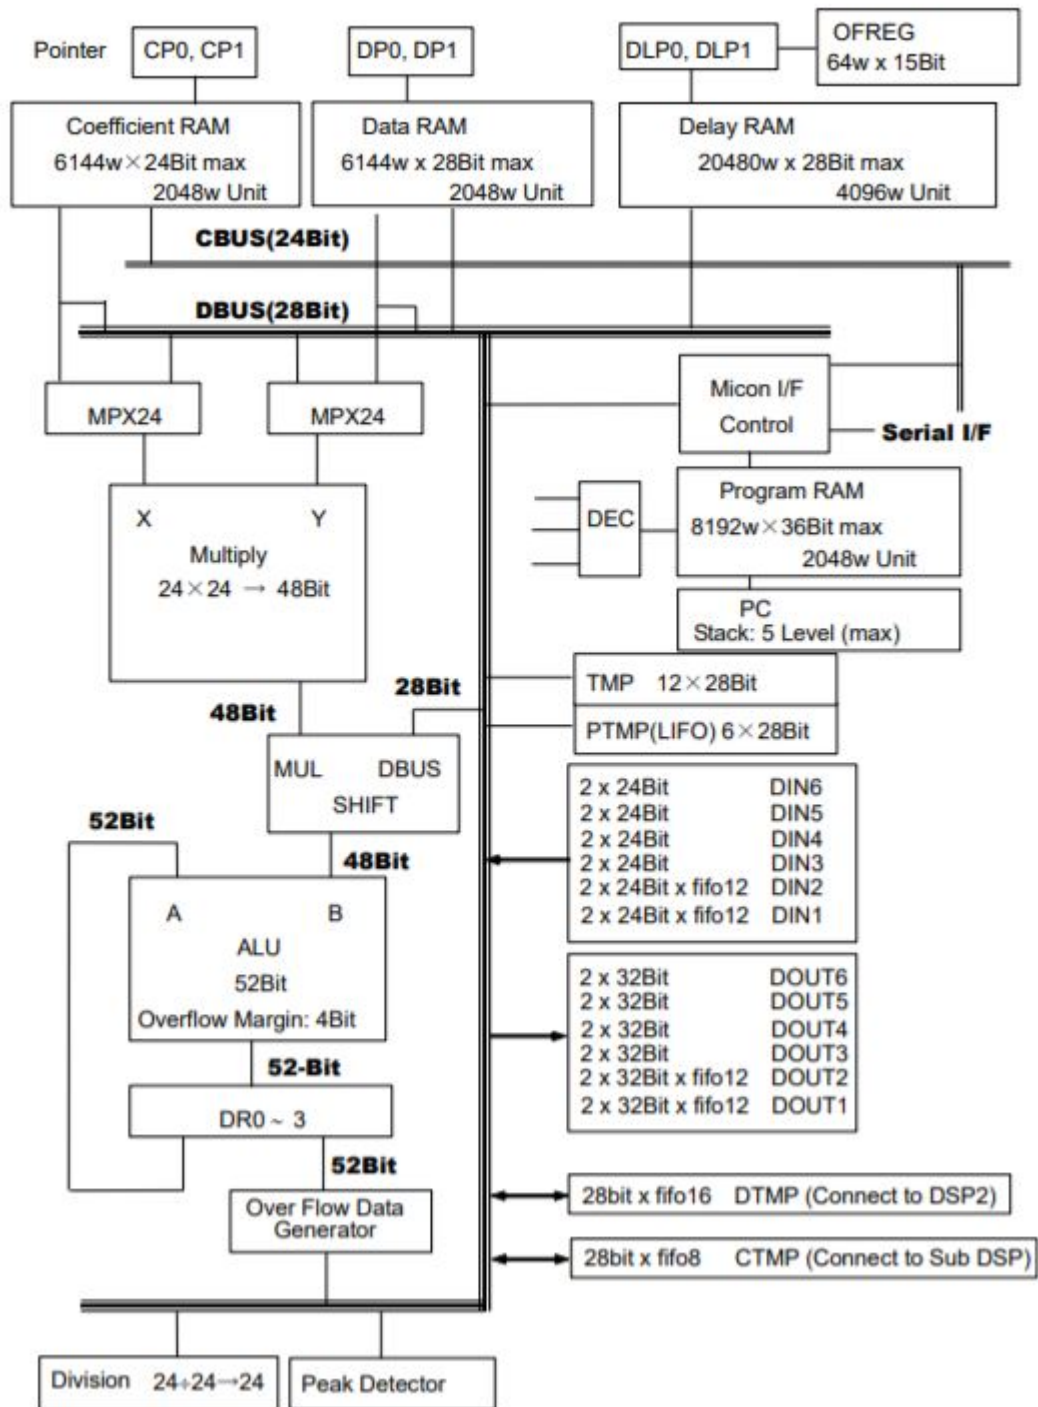 Pointer
CP0, CP1
DP0, DP1
DLP0, DLP1
OFREG
64w x 15Bit
Coefficient RAM
6144w×24Bit max
2048w Unit
Data RAM
6144w x 28Bit max
2048w Unit
Delay RAM
20480w x 28Bit max
4096w Unit
CBUS(24Bit)
DBUS(28Bit)
MPX24
MPX24
Micon I/F
Control
Serial I/F
X Y
Multiply
24×24 → 48Bit
DEC
Program RAM
8192w×36Bit max
2048w Unit
PC
Stack: 5 Level (max)
28Bit
48Bit
TMP 12×28Bit
PTMP(LIFO) 6×28Bit
MUL DBUS
SHIFT
52Bit
48Bit
2 x 24Bit DIN6
2 x 24Bit DIN5
2 x 24Bit DIN4
2 x 24Bit DIN3
2 x 24Bit x fifo12 DIN2
2 x 24Bit x fifo12 DIN1
A B
ALU
52Bit
Overflow Margin: 4Bit
2 x 32Bit DOUT6
2 x 32Bit DOUT5
2 x 32Bit DOUT4
2 x 32Bit DOUT3
2 x 32Bit x fifo12 DOUT2
2 x 32Bit x fifo12 DOUT1
52-Bit
DR0 ~ 3
52Bit
Over Flow Data
Generator
28bit x fifo16 DTMP (Connect to DSP2)
28bit x fifo8 CTMP (Connect to Sub DSP)
Division 24÷24→24
Peak Detector